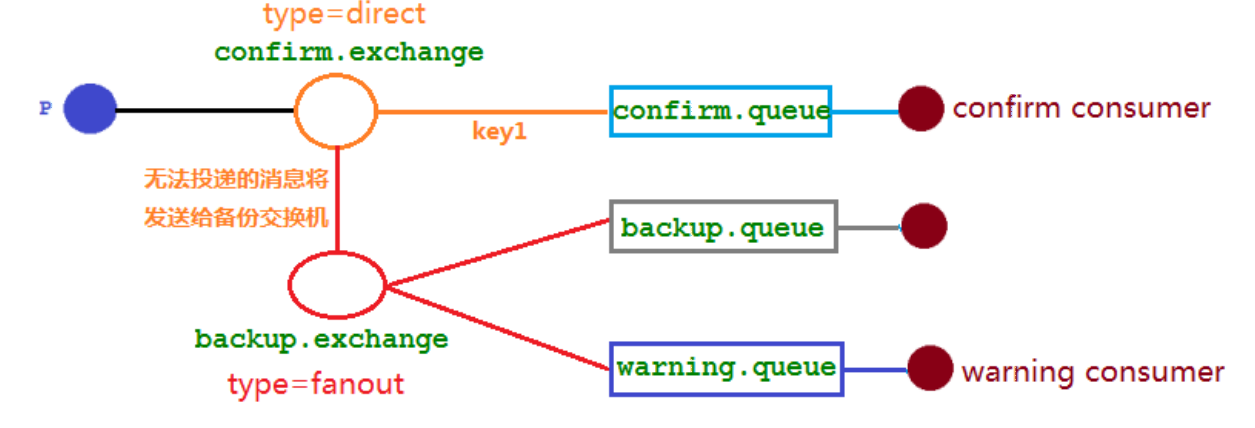 type=direct
confirm.exchange
P
key1
confirm.queue
confirm consumer
无法投递的消息将
发送给备份交换机
backup.queue
backup.exchange
type=fanout
warning.queue
warning consumer